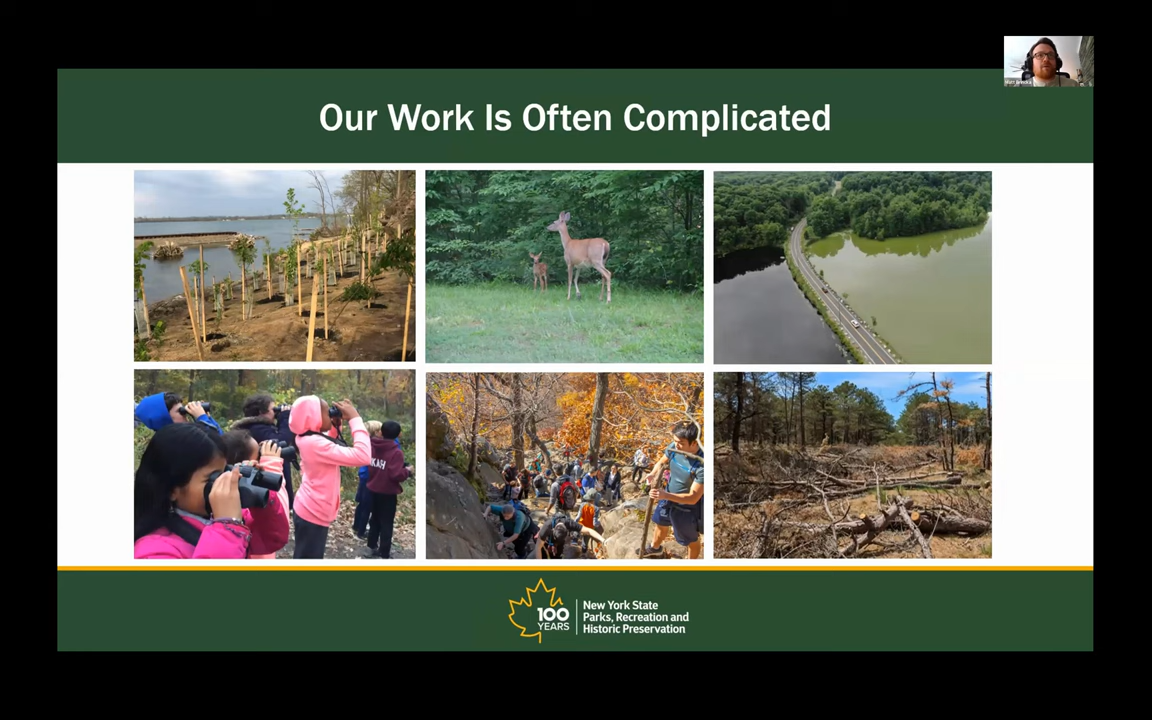 Our Work Is Often Complicated
100
YEARS
New York State
Parks, Recreation and
Historic Preservation